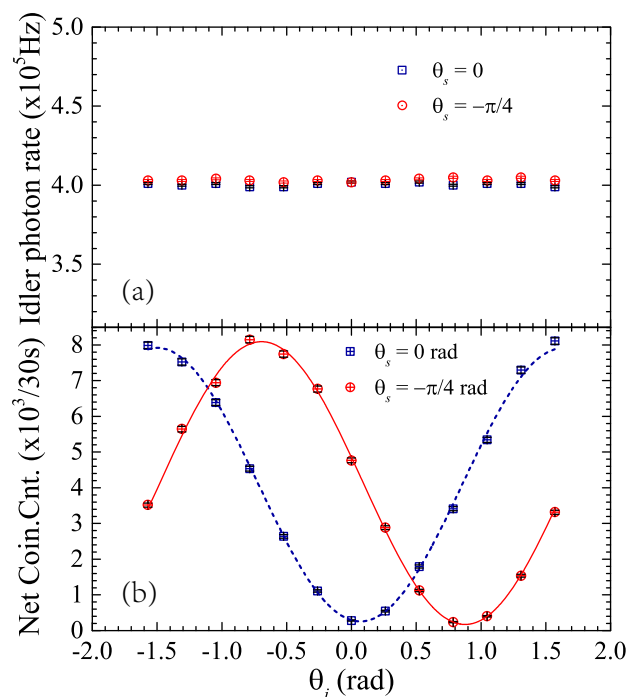 Idler photon rate (x10⁵Hz)
5.0
4.5
4.0
3.5
θₛ = 0
θₛ = −π/4
(a)
Net Coin.Cnt. (x10³/30s)
8
7
6
5
4
3
2
1
0
θₛ = 0 rad
θₛ = −π/4 rad
(b)
-2.0 -1.5 -1.0 -0.5 0.0 0.5 1.0 1.5 2.0
θᵢ (rad)